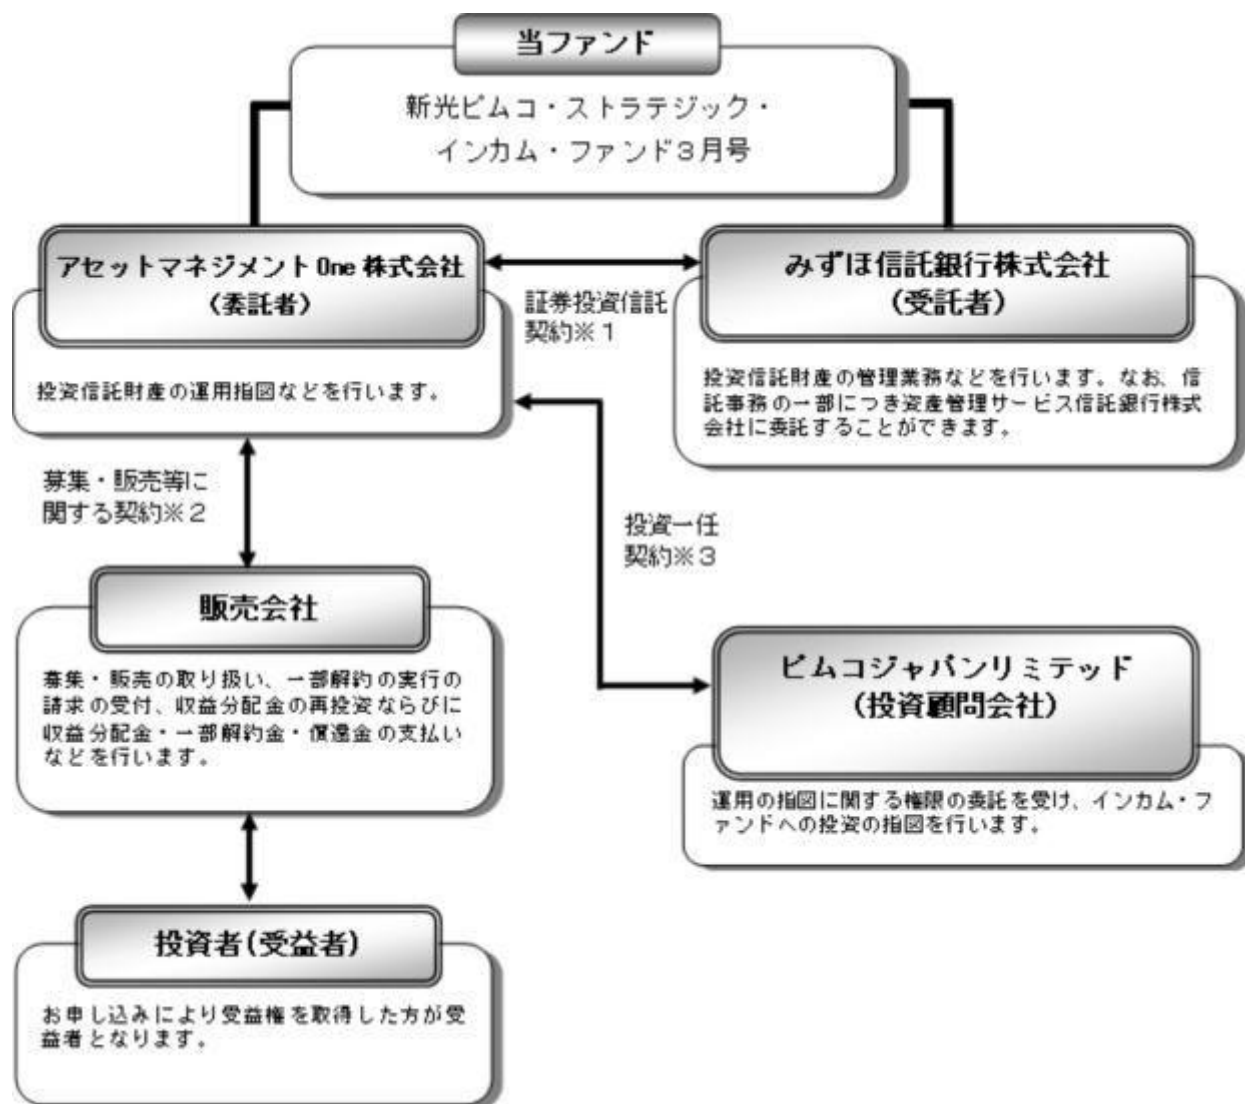 当ファンド
新光ピムコ・ストラテジック・
インカム・ファンド３月号
アセットマネジメント One 株式会社
（委託者）
みずほ信託銀行株式会社
（受託者）
証券投資信託
契約※１
投資信託財産の運用指図などを行います。
投資信託財産の管理業務などを行います。なお、信
託事務の一部につき資産管理サービス信託銀行株式
会社に委託することができます。
募集・販売等に
関する契約※２
投資一任
契約※３
販売会社
募集・販売の取り扱い、一部解約の実行の
請求の受付、収益分配金の再投資ならびに
収益分配金・一部解約金・償還金の支払い
などを行います。
ピムコジャパンリミテッド
（投資顧問会社）
運用の指図に関する権限の委託を受け、インカム・フ
ァンドへの投資の指図を行います。
投資者(受益者)
お申し込みにより受益権を取得した方が受
益者となります。